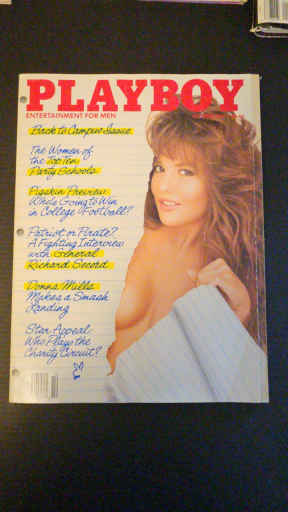 PLAYBOY
ENTERTAINMENT FOR MEN
Back to Campus Issue
The Women of
the Top Ten
Party Schools
Pigskin Preview
Who's Going to Win
in College Football?
Patriot or Pirate?
A Fighting Interview
with General
Richard Secord
Donna Mills
Makes a Smash
Landing
Star Appeal
Who Plays the
Charity Circuit?